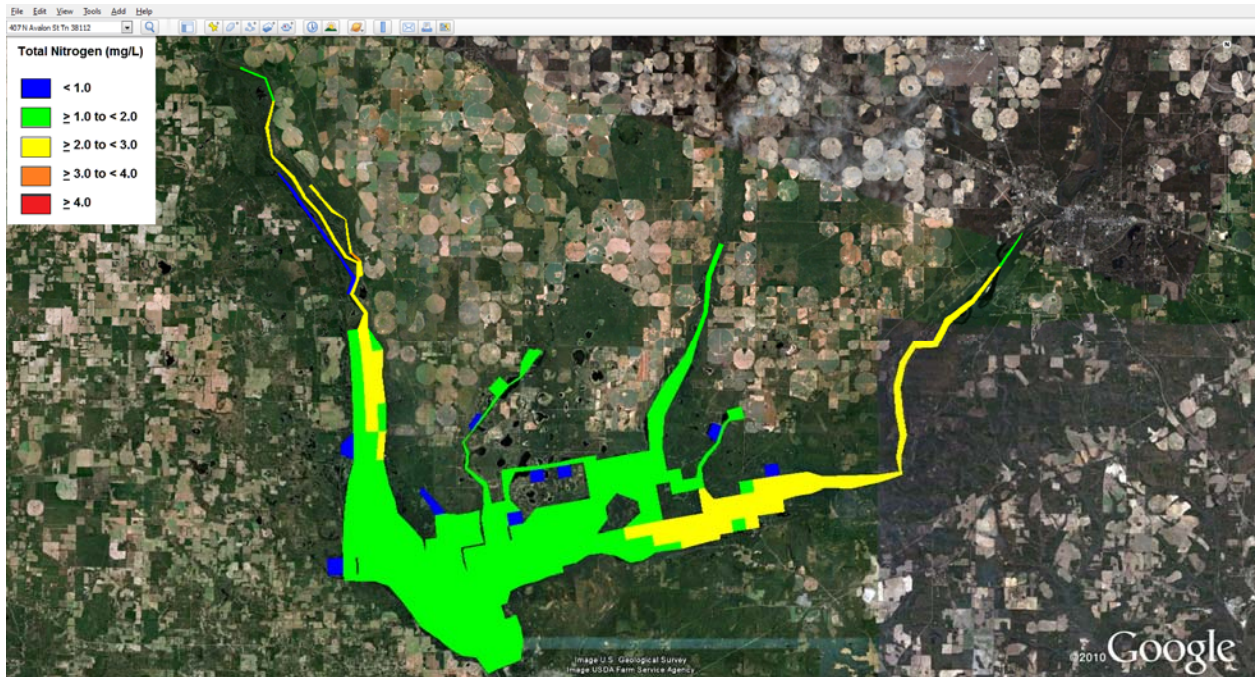 File Edit View Tools Add Help
407 N Avalon St Tn 38112
Total Nitrogen (mg/L)
< 1.0
≥ 1.0 to < 2.0
≥ 2.0 to < 3.0
≥ 3.0 to < 4.0
≥ 4.0
N
Image U.S. Geological Survey
Image USDA Farm Service Agency
©2010 Google